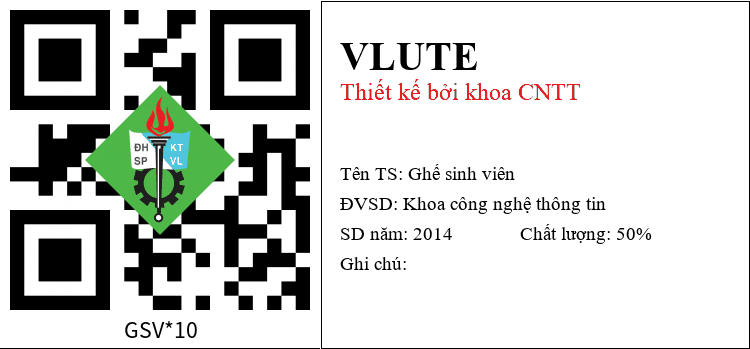 ĐH KT
SP VL
GSV*10
VLUTE
Thiết kế bởi khoa CNTT
Tên TS: Ghế sinh viên
ĐVSD: Khoa công nghệ thông tin
SD năm: 2014 Chất lượng: 50%
Ghi chú: